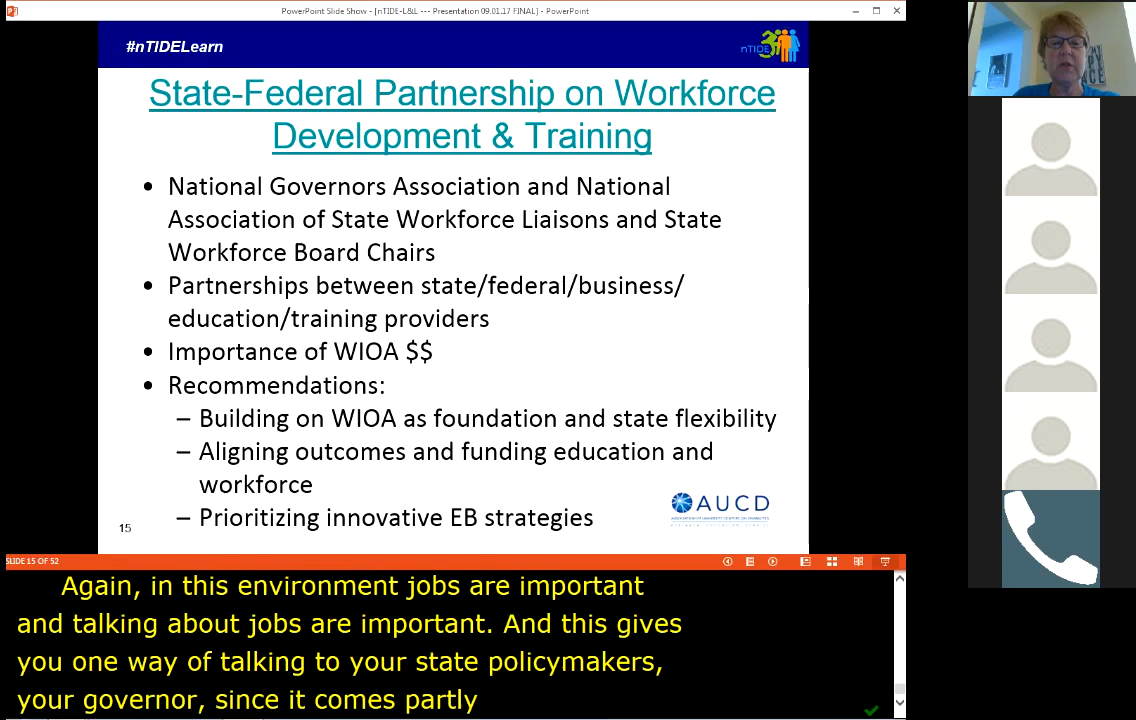 PowerPoint Slide Show - [nTIDE-L&L --- Presentation 09.01.17 FINAL] - PowerPoint
#nTIDELearn
nTIDE
State-Federal Partnership on Workforce
Development & Training
• National Governors Association and National
Association of State Workforce Liaisons and State
Workforce Board Chairs
• Partnerships between state/federal/business/
education/training providers
• Importance of WIOA $$
• Recommendations:
– Building on WIOA as foundation and state flexibility
– Aligning outcomes and funding education and
workforce
– Prioritizing innovative EB strategies
AUCD
15
SLIDE 15 OF 52
Again, in this environment jobs are important
and talking about jobs are important. And this gives
you one way of talking to your state policymakers,
your governor, since it comes partly